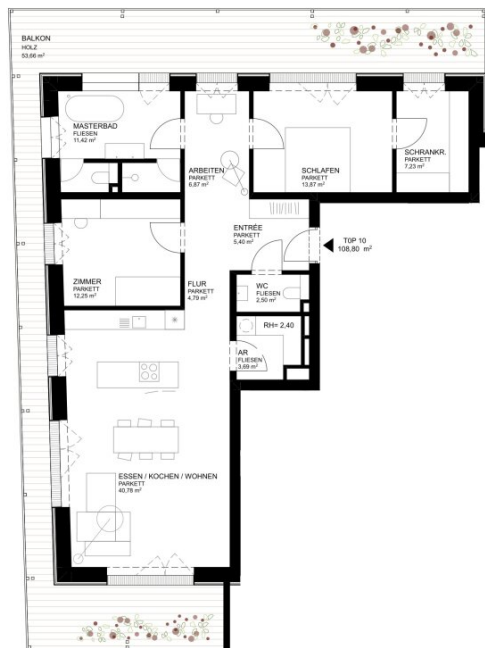 BALKON
HOLZ
53,66 m²
MASTERBAD
FLIESEN
11,42 m²
ARBEITEN
PARKETT
6,87 m²
SCHLAFEN
PARKETT
13,87 m²
SCHRANKR.
PARKETT
7,23 m²
ENTRÉE
PARKETT
5,40 m²
TOP 10
108,80 m²
ZIMMER
PARKETT
12,25 m²
FLUR
PARKETT
4,79 m²
WC
FLIESEN
2,50 m²
RH= 2,40
AR
FLIESEN
3,69 m²
ESSEN / KOCHEN / WOHNEN
PARKETT
40,78 m²